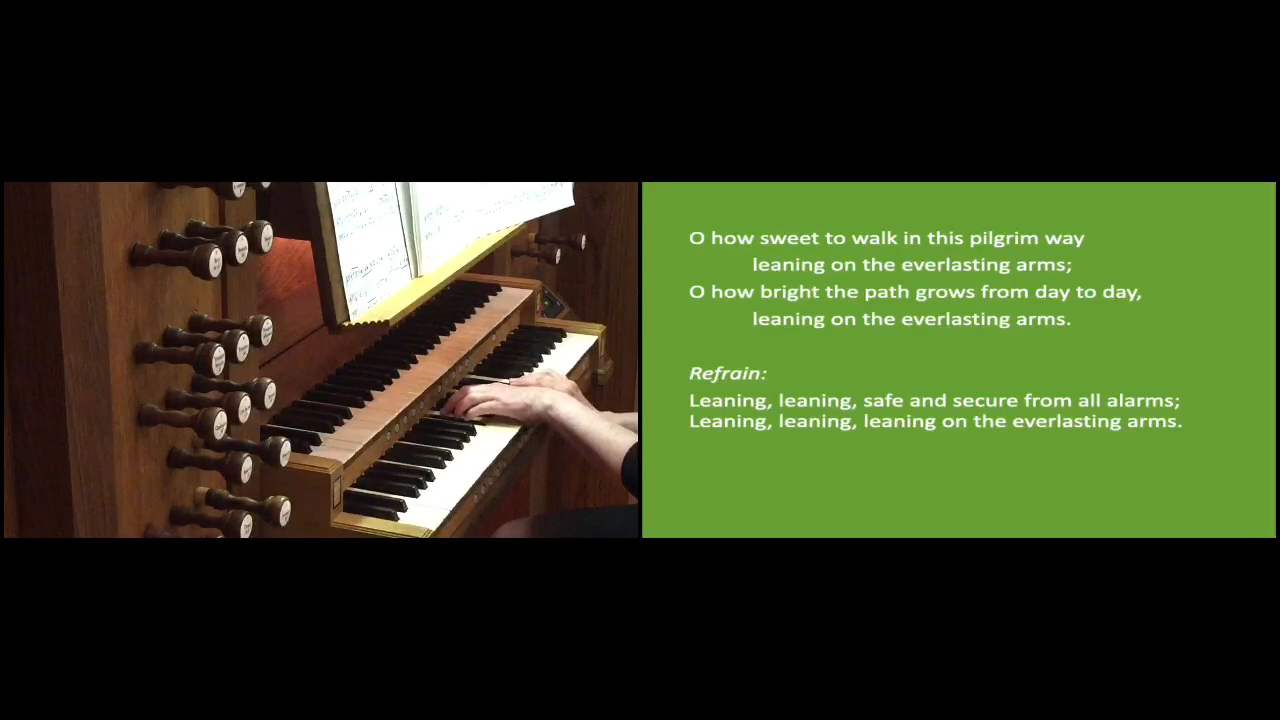 O how sweet to walk in this pilgrim way
leaning on the everlasting arms;
O how bright the path grows from day to day,
leaning on the everlasting arms.
Refrain:
Leaning, leaning, safe and secure from all alarms;
Leaning, leaning, leaning on the everlasting arms.